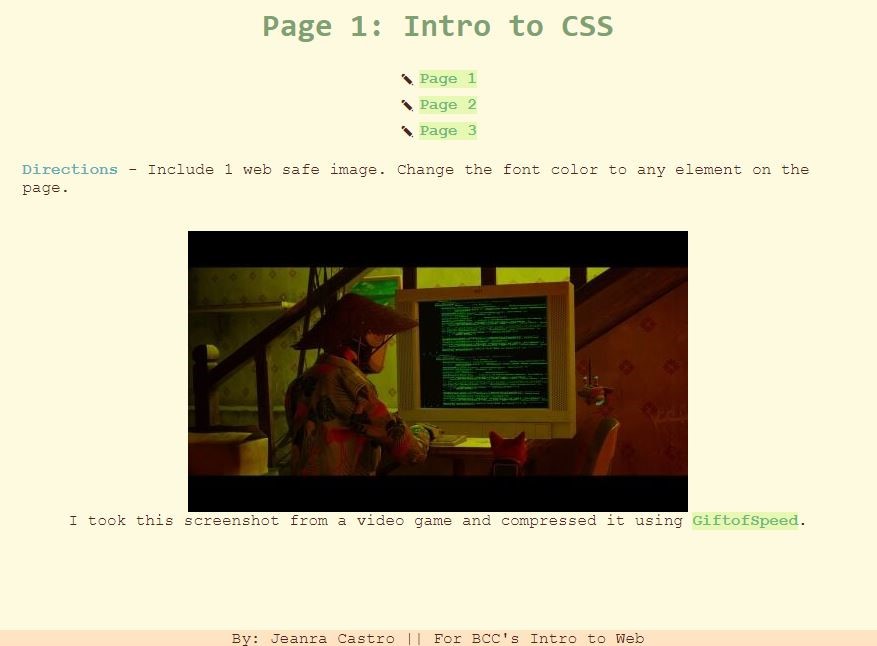 Page 1: Intro to CSS
Page 1
Page 2
Page 3
Directions - Include 1 web safe image. Change the font color to any element on the
page.
I took this screenshot from a video game and compressed it using GiftofSpeed.
By: Jeanra Castro || For BCC's Intro to Web